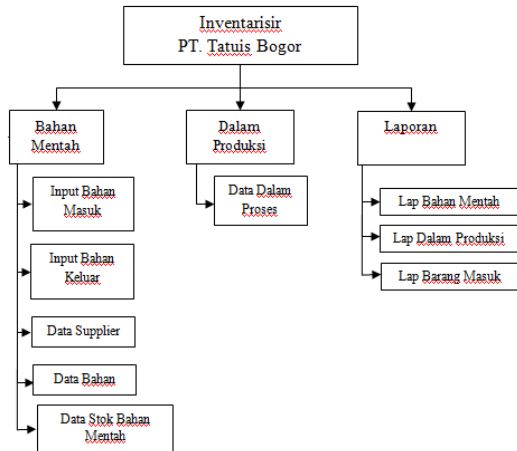 Inventarisir
PT. Tatuis Bogor
Bahan
Mentah
Input Bahan
Masuk
Input Bahan
Keluar
Data Supplier
Data Bahan
Data Stok Bahan
Mentah
Dalam
Produksi
Data Dalam
Proses
Laporan
Lap Bahan Mentah
Lap Dalam Produksi
Lap Barang Masuk